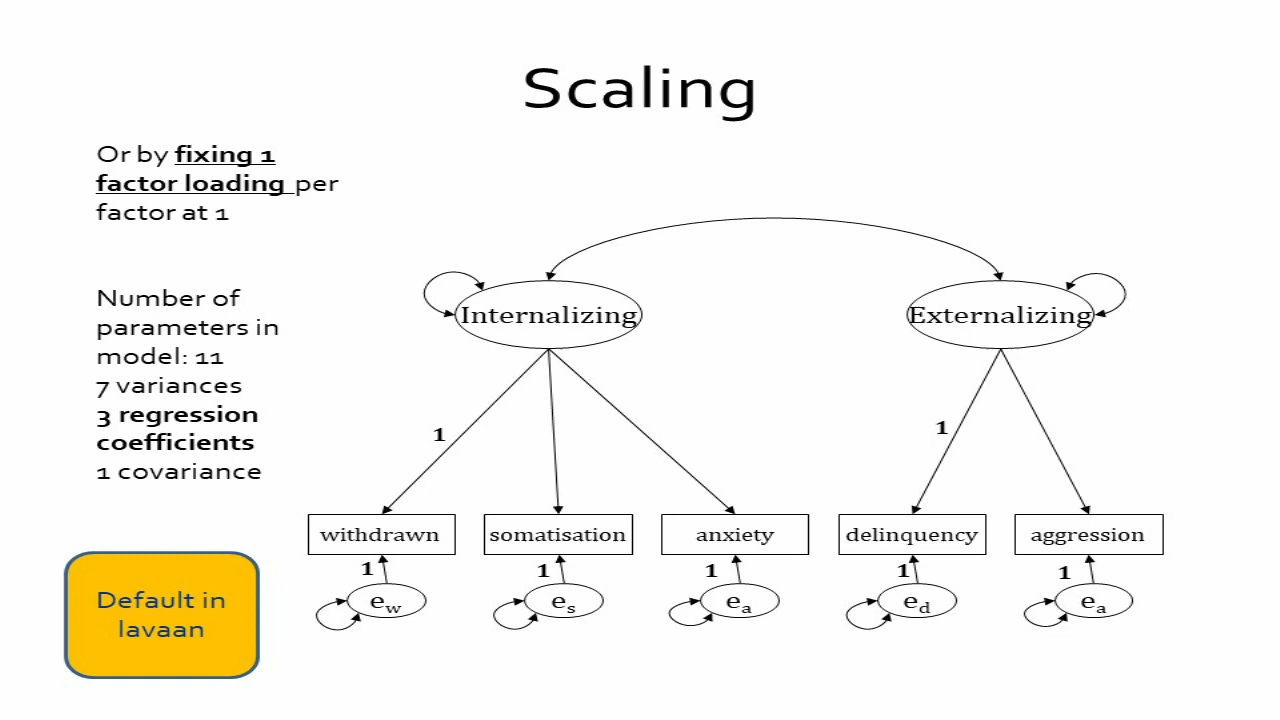 Scaling
Or by fixing 1
factor loading per
factor at 1
Number of
parameters in
model: 11
7 variances
3 regression
coefficients
1 covariance
Default in
lavaan
Internalizing
Externalizing
1
1
withdrawn
somatisation
anxiety
delinquency
aggression
1
1
1
1
1
ew
es
ea
ed
ea